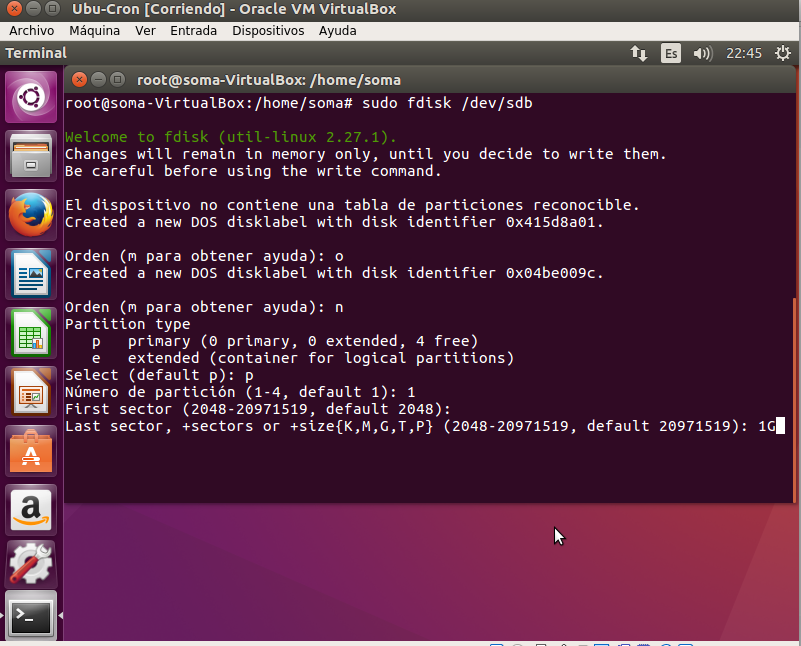 Ubu-Cron [Corriendo] - Oracle VM VirtualBox
Archivo Máquina Ver Entrada Dispositivos Ayuda
Terminal Es 22:45
root@soma-VirtualBox: /home/soma
root@soma-VirtualBox:/home/soma# sudo fdisk /dev/sdb
Welcome to fdisk (util-linux 2.27.1).
Changes will remain in memory only, until you decide to write them.
Be careful before using the write command.
El dispositivo no contiene una tabla de particiones reconocible.
Created a new DOS disklabel with disk identifier 0x415d8a01.
Orden (m para obtener ayuda): o
Created a new DOS disklabel with disk identifier 0x04be009c.
Orden (m para obtener ayuda): n
Partition type
p primary (0 primary, 0 extended, 4 free)
e extended (container for logical partitions)
Select (default p): p
Número de partición (1-4, default 1): 1
First sector (2048-20971519, default 2048):
Last sector, +sectors or +size{K,M,G,T,P} (2048-20971519, default 20971519): 1G
A
a
>_